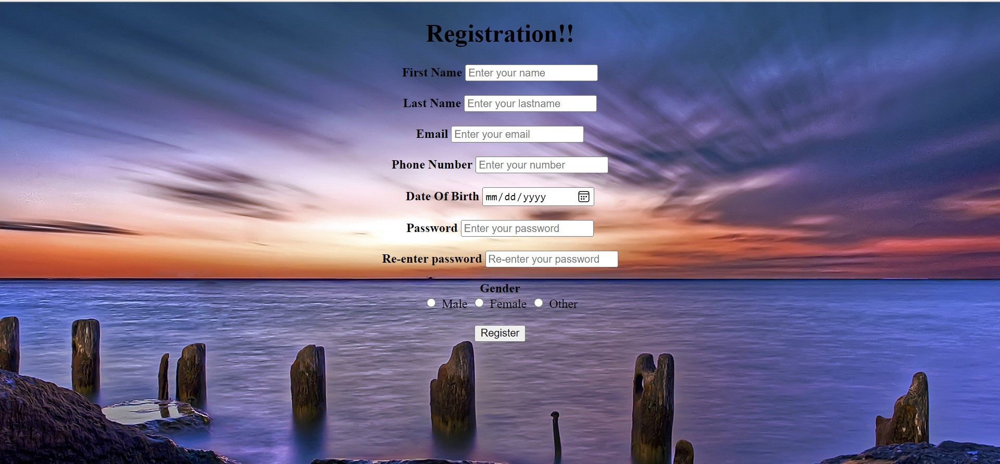 Registration!!
First Name Enter your name
Last Name Enter your lastname
Email Enter your email
Phone Number Enter your number
Date Of Birth mm/dd/yyyy
Password Enter your password
Re-enter password Re-enter your password
Gender
Male Female Other
Register